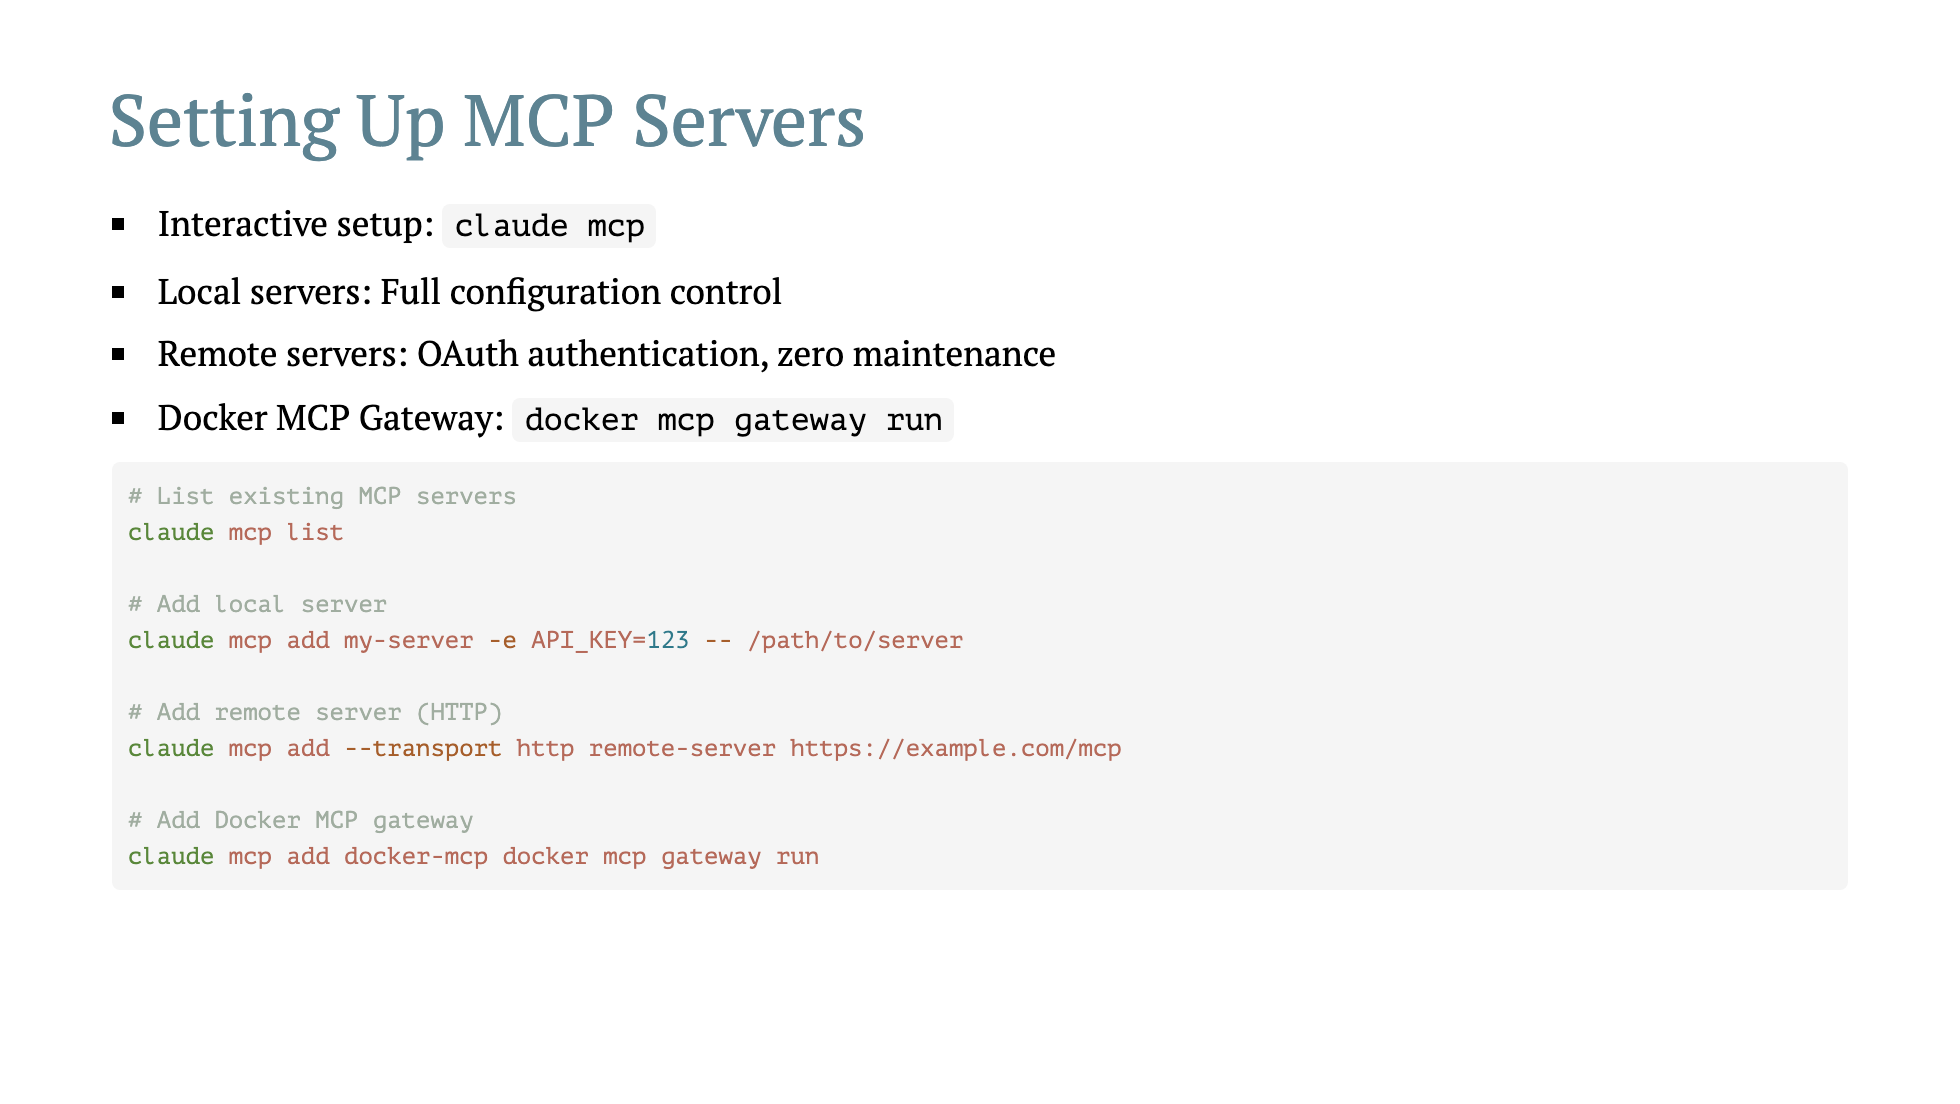 Setting Up MCP Servers
▪ Interactive setup: claude mcp
▪ Local servers: Full configuration control
▪ Remote servers: OAuth authentication, zero maintenance
▪ Docker MCP Gateway: docker mcp gateway run
# List existing MCP servers
claude mcp list
# Add local server
claude mcp add my-server -e API_KEY=123 -- /path/to/server
# Add remote server (HTTP)
claude mcp add --transport http remote-server https://example.com/mcp
# Add Docker MCP gateway
claude mcp add docker-mcp docker mcp gateway run